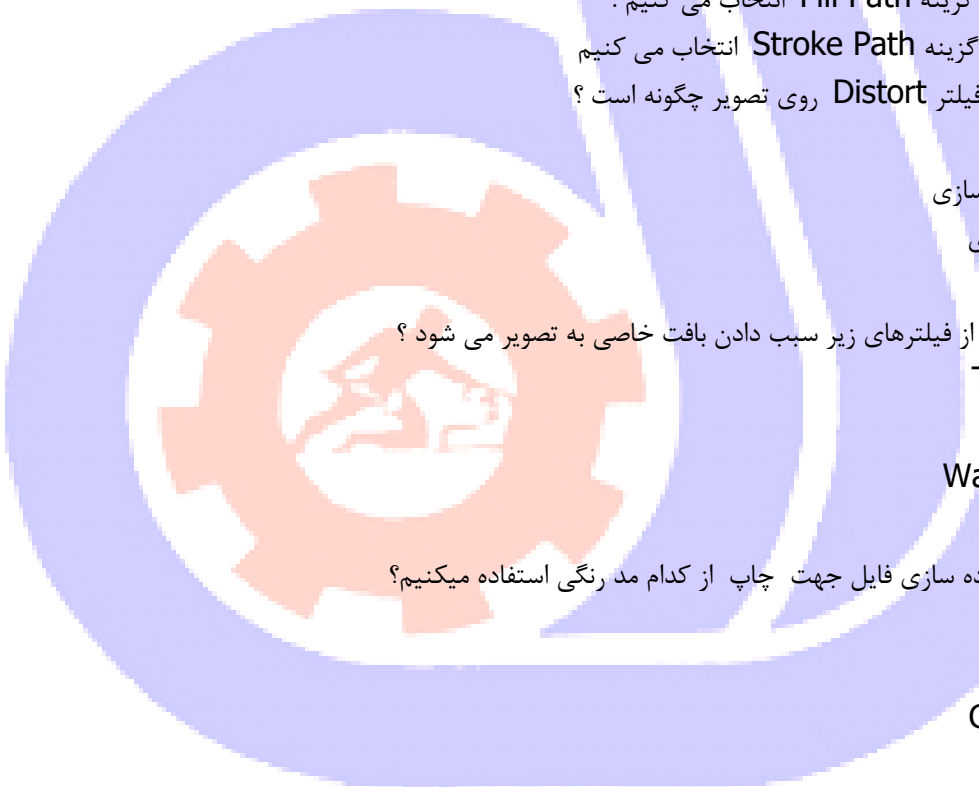 گزینه Fill Path انتخاب می کنیم .
گزینه Stroke Path انتخاب می کنیم
فیلتر Distort روی تصویر چگونه است ؟
سازی
از فیلترهای زیر سبب دادن بافت خاصی به تصویر می شود ؟
سازی فایل جهت چاپ از کدام مد رنگی استفاده میکنیم؟